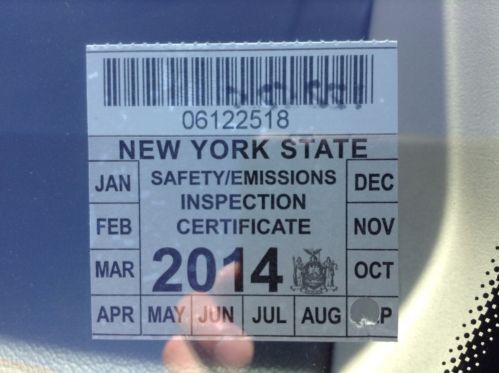 06122518
NEW YORK STATE
JAN SAFETY/EMISSIONS DEC
INSPECTION
FEB CERTIFICATE NOV
MAR 2014 OCT
APR MAY JUN JUL AUG P